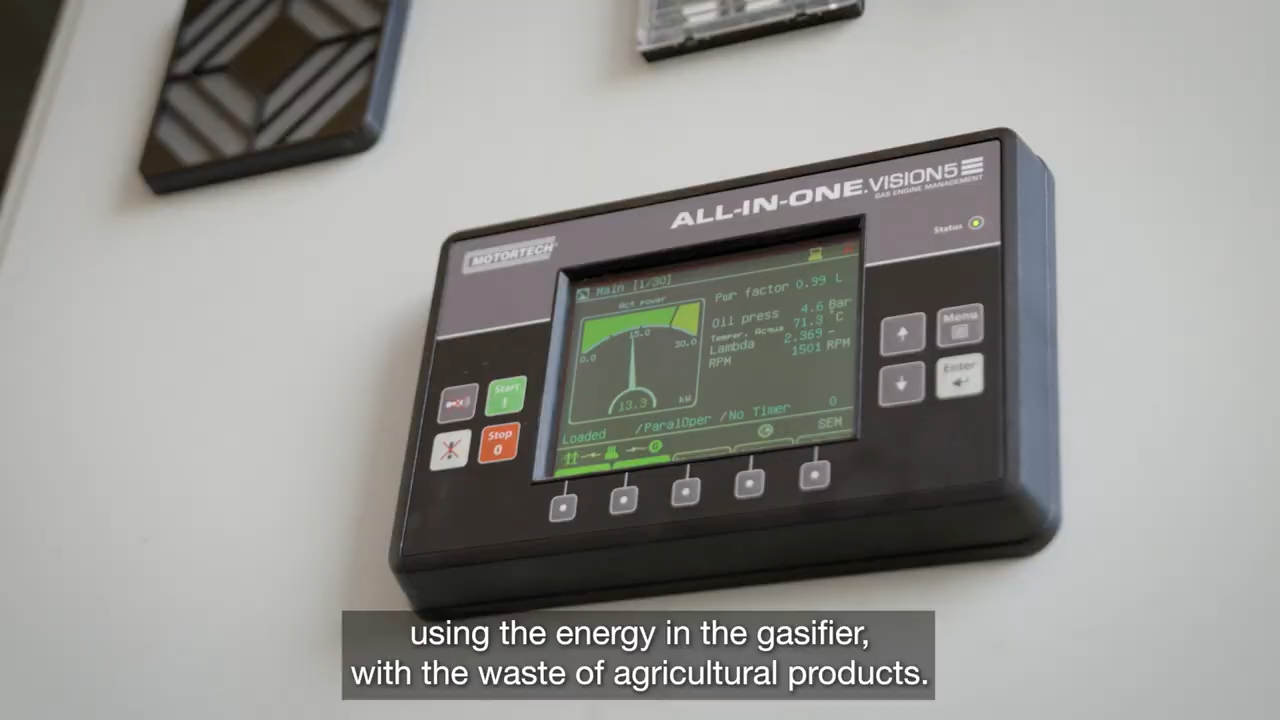 ALL-IN-ONE.VISION5
GAS ENGINE MANAGEMENT
MOTORTECH
Status
Main [1/30]
Act Power
0.0
15.0
30.0
13.3
kW
Pwr factor 0.99 L
Oil press 4.6 Bar
Temper. Acqua 71.3 °C
Lambda 2.369 -
RPM 1501 RPM
Loaded /ParalOper /No Timer 0
G
SEM
Start
I
Stop
0
Menu
Enter
using the energy in the gasifier,
with the waste of agricultural products.